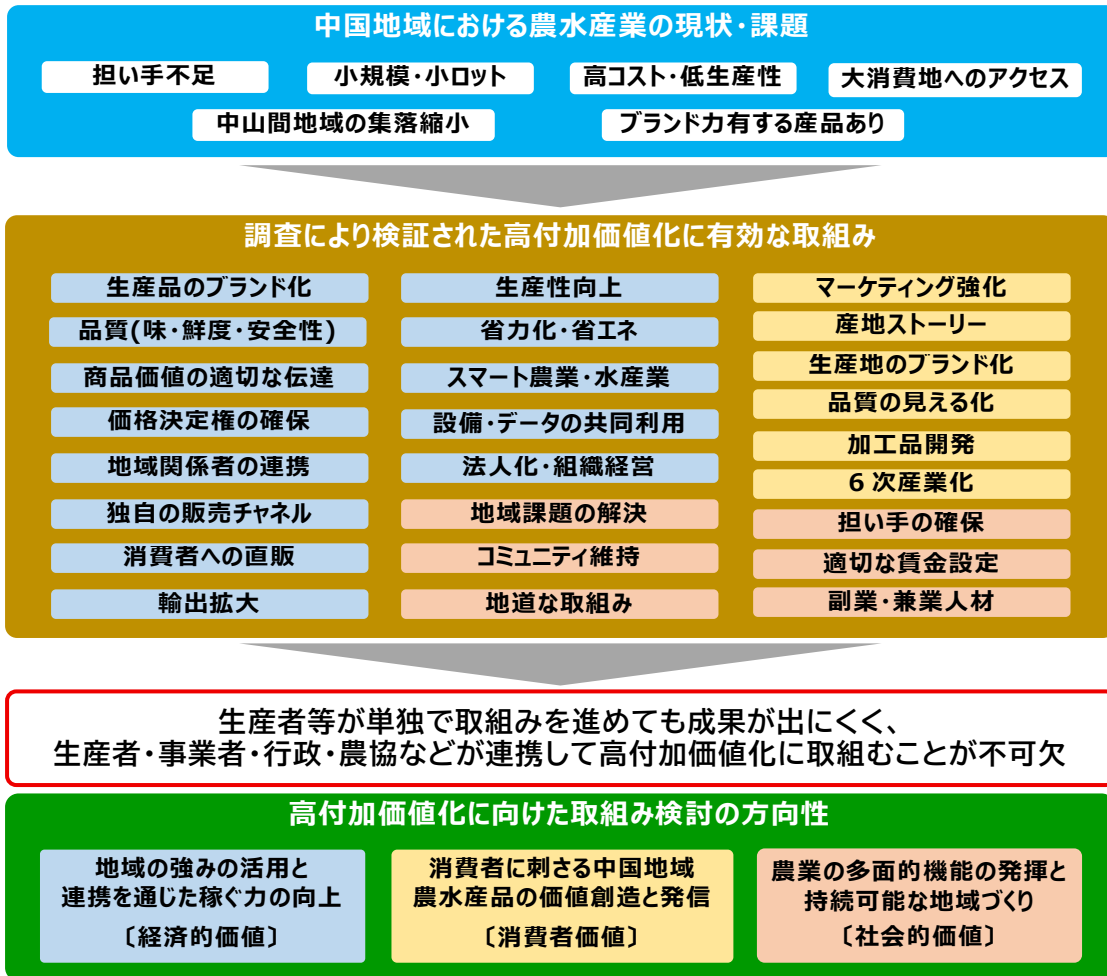 中国地域における農水産業の現状・課題
担い手不足
小規模・小ロット
高コスト・低生産性
大消費地へのアクセス
中山間地域の集落縮小
ブランド力有する産品あり
調査により検証された高付加価値化に有効な取組み
生産品のブランド化
品質(味・鮮度・安全性)
商品価値の適切な伝達
価格決定権の確保
地域関係者の連携
独自の販売チャネル
消費者への直販
輸出拡大
生産性向上
省力化・省エネ
スマート農業・水産業
設備・データの共同利用
法人化・組織経営
地域課題の解決
コミュニティ維持
地道な取組み
マーケティング強化
産地ストーリー
生産地のブランド化
品質の見える化
加工品開発
6次産業化
担い手の確保
適切な賃金設定
副業・兼業人材
生産者等が単独で取組みを進めても成果が出にくく、
生産者・事業者・行政・農協などが連携して高付加価値化に取組むことが不可欠
高付加価値化に向けた取組み検討の方向性
地域の強みの活用と
連携を通じた稼ぐ力の向上
〔経済的価値〕
消費者に刺さる中国地域
農水産品の価値創造と発信
〔消費者価値〕
農業の多面的機能の発揮と
持続可能な地域づくり
〔社会的価値〕